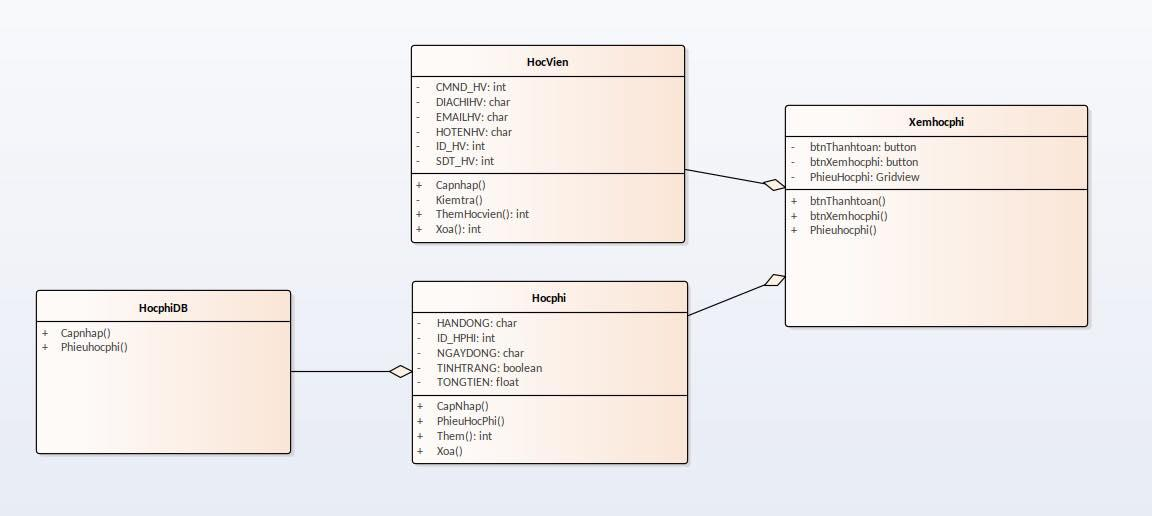 HocVien
- CMND_HV: int
- DIACHIHV: char
- EMAILHV: char
- HOTENHV: char
- ID_HV: int
- SDT_HV: int
+ Capnhap()
- Kiemtra()
+ ThemHocvien(): int
+ Xoa(): int
Xemhocphi
- btnThanhtoan: button
- btnXemhocphi: button
- PhieuHocphi: Gridview
+ btnThanhtoan()
+ btnXemhocphi()
+ Phieuhocphi()
HocphiDB
+ Capnhap()
+ Phieuhocphi()
Hocphi
- HANDONG: char
- ID_HPHI: int
- NGAYDONG: char
- TINHTRANG: boolean
- TONGTIEN: float
+ CapNhap()
+ PhieuHocPhi()
+ Them(): int
+ Xoa()